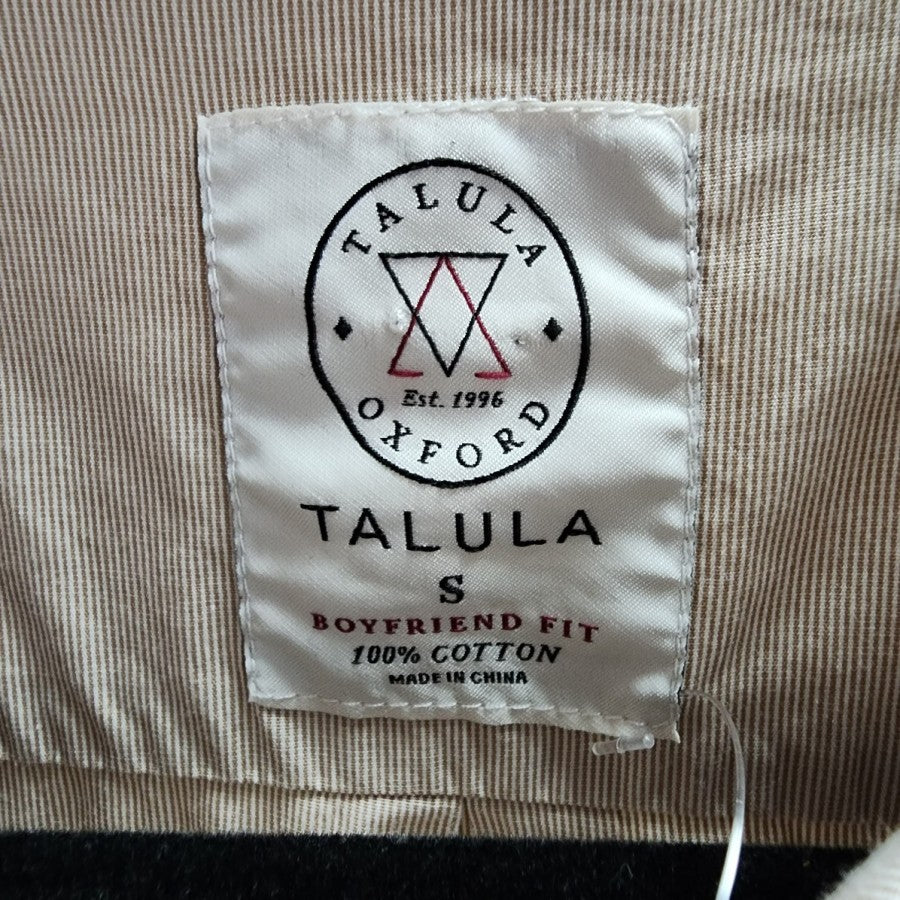 TALULA
Est. 1996
OXFORD
TALULA
S
BOYFRIEND FIT
100% COTTON
MADE IN CHINA